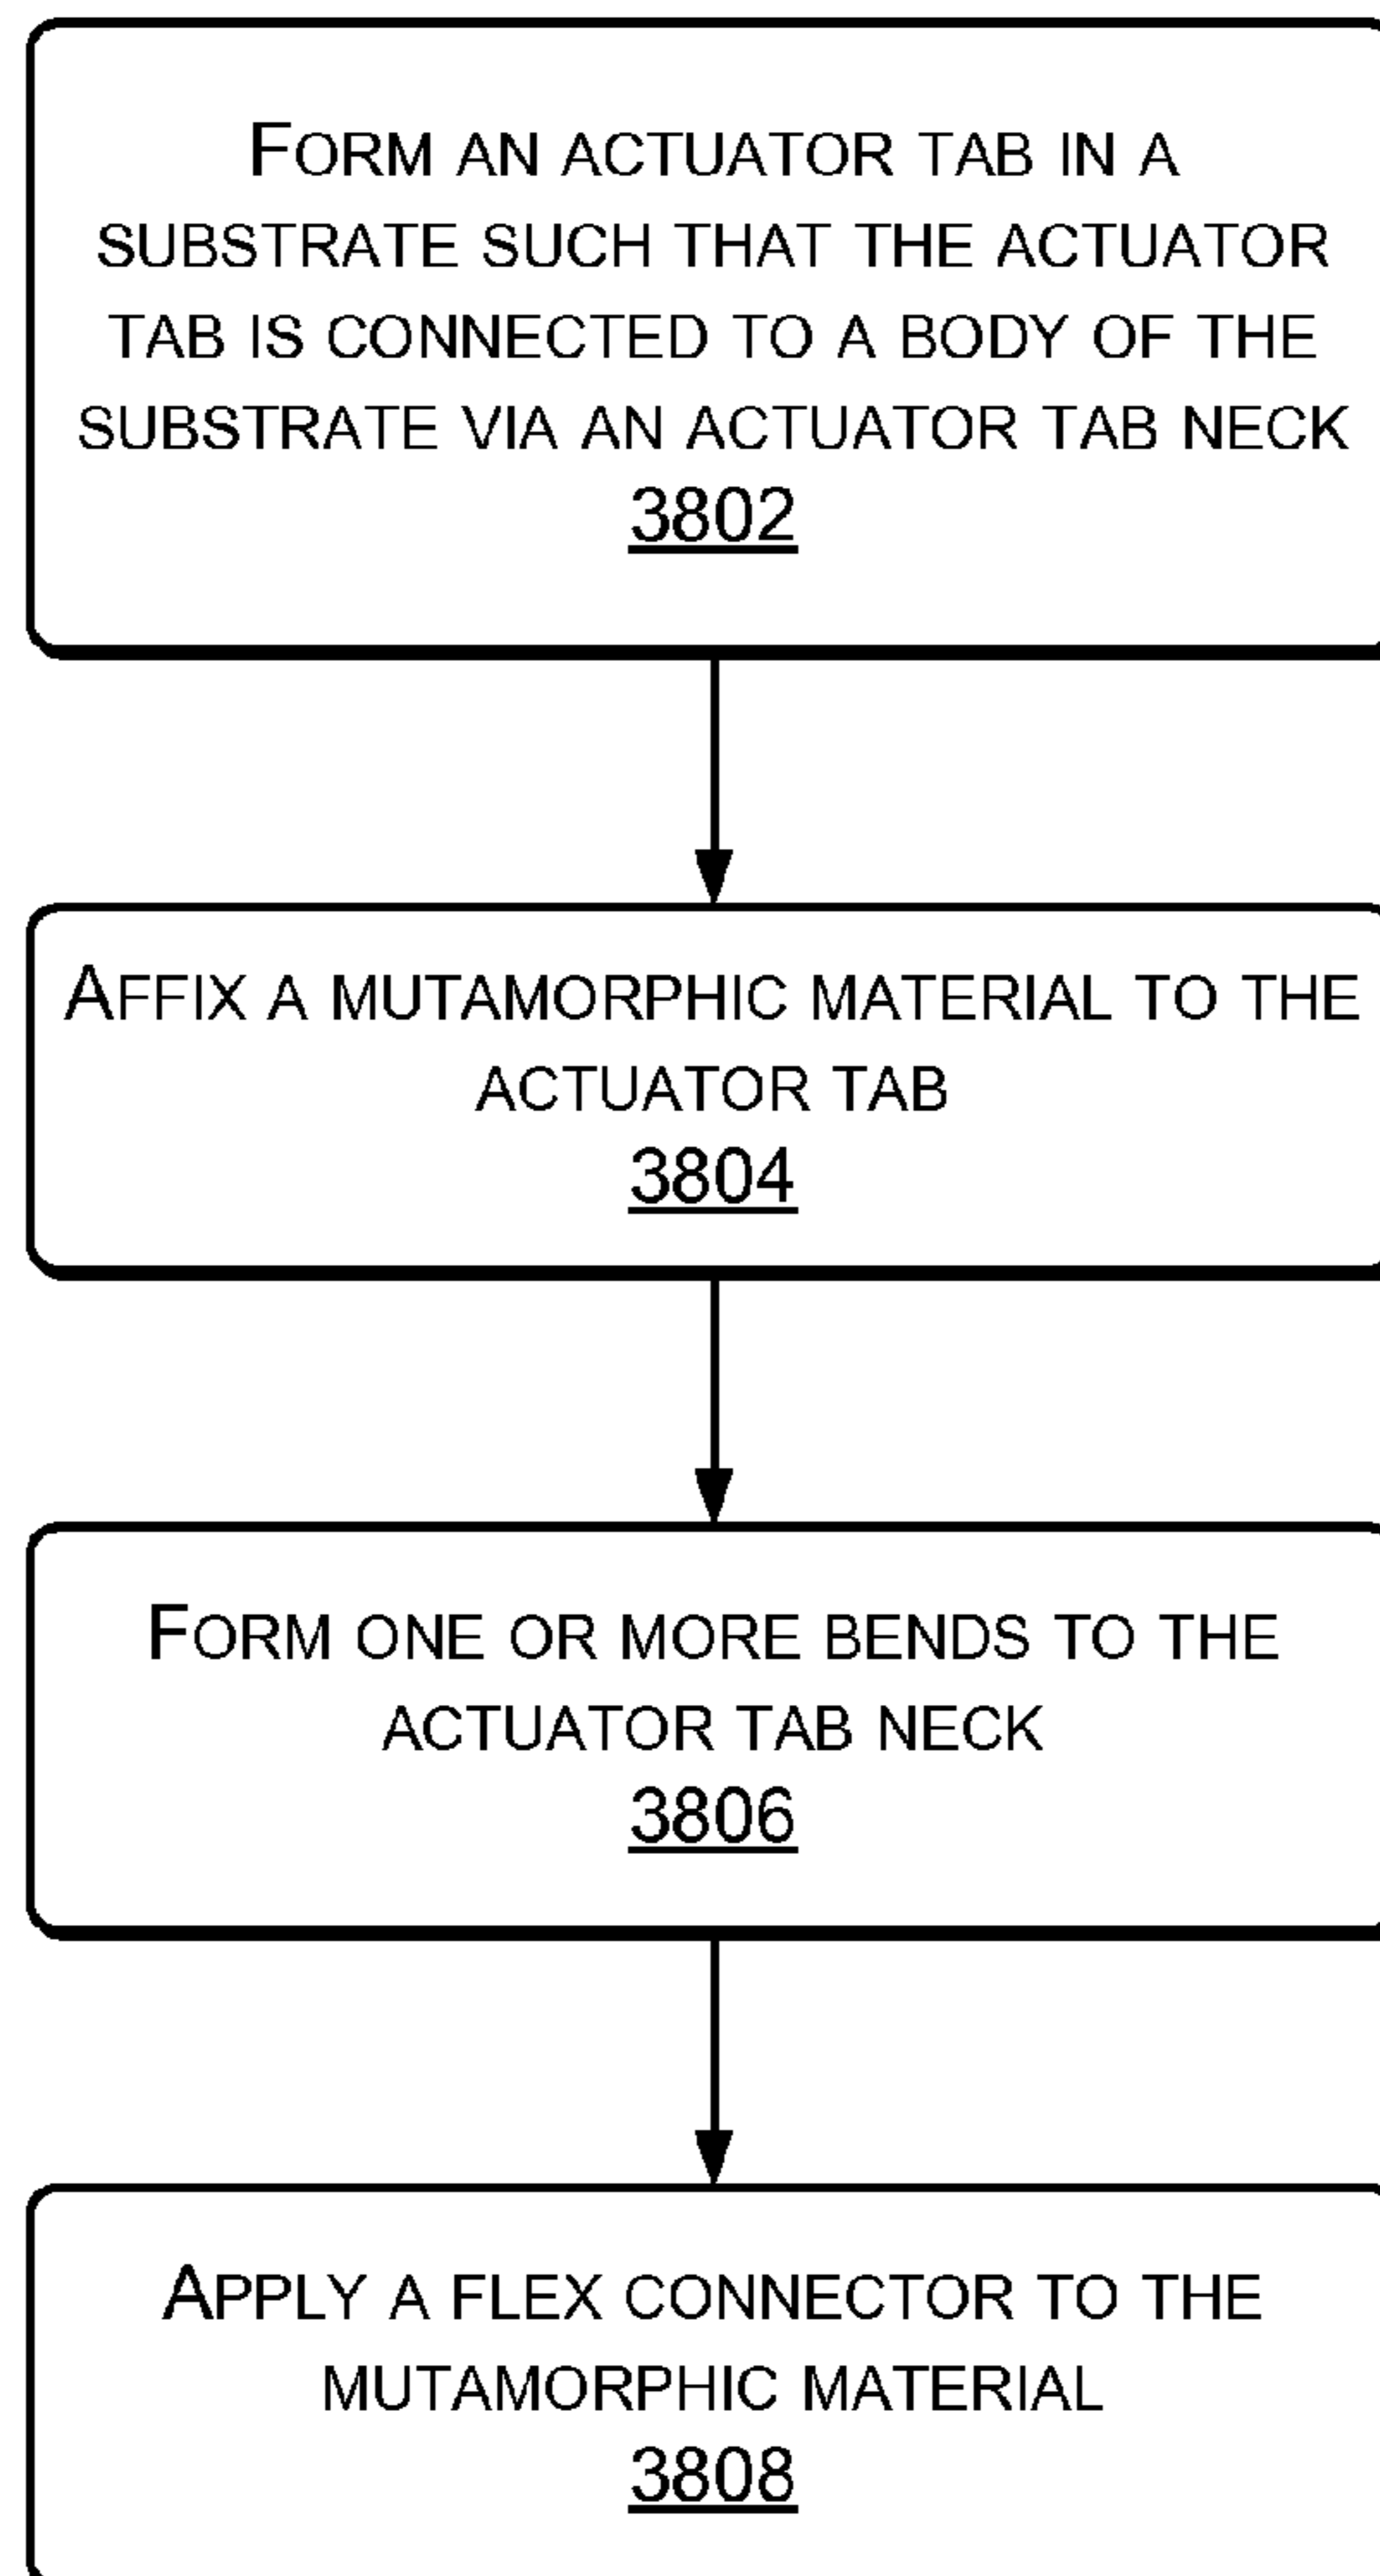 FORM AN ACTUATOR TAB IN A
SUBSTRATE SUCH THAT THE ACTUATOR
TAB IS CONNECTED TO A BODY OF THE
SUBSTRATE VIA AN ACTUATOR TAB NECK
3802
AFFIX A MUTAMORPHIC MATERIAL TO THE
ACTUATOR TAB
3804
FORM ONE OR MORE BENDS TO THE
ACTUATOR TAB NECK
3806
APPLY A FLEX CONNECTOR TO THE
MUTAMORPHIC MATERIAL
3808